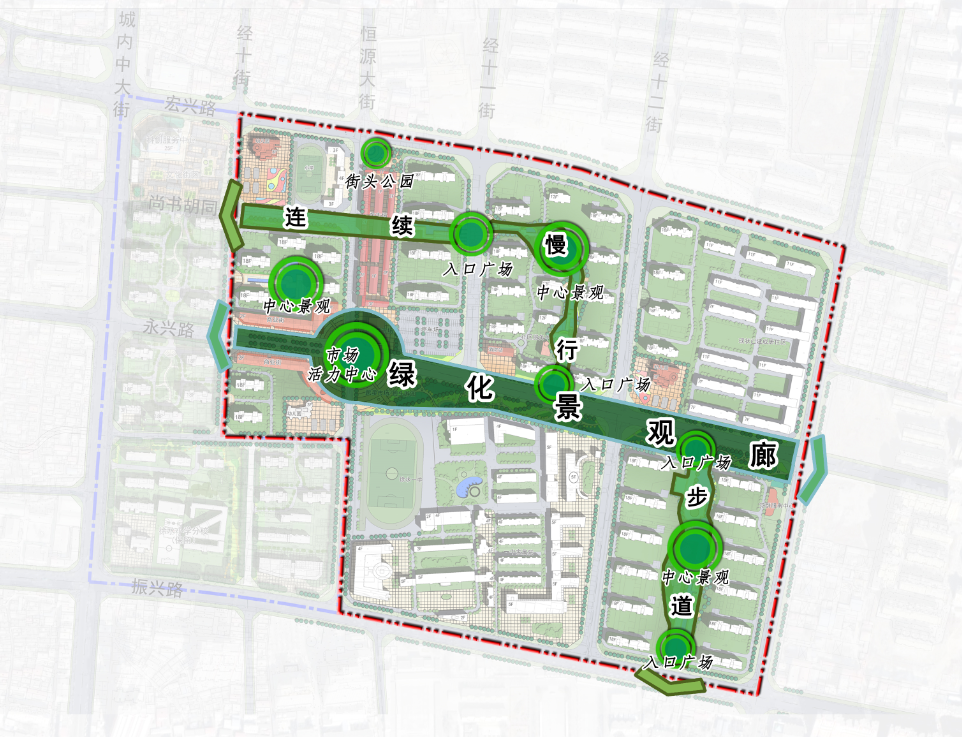 城内中大街
经十街
恒源大街
经十一街
经十二街
宏兴路
尚书胡同
永兴路
振兴路
街头公园
连续慢行步道
入口广场
中心景观
中心景观
市场
活力中心
绿化景观廊
入口广场
入口广场
中心景观
入口广场